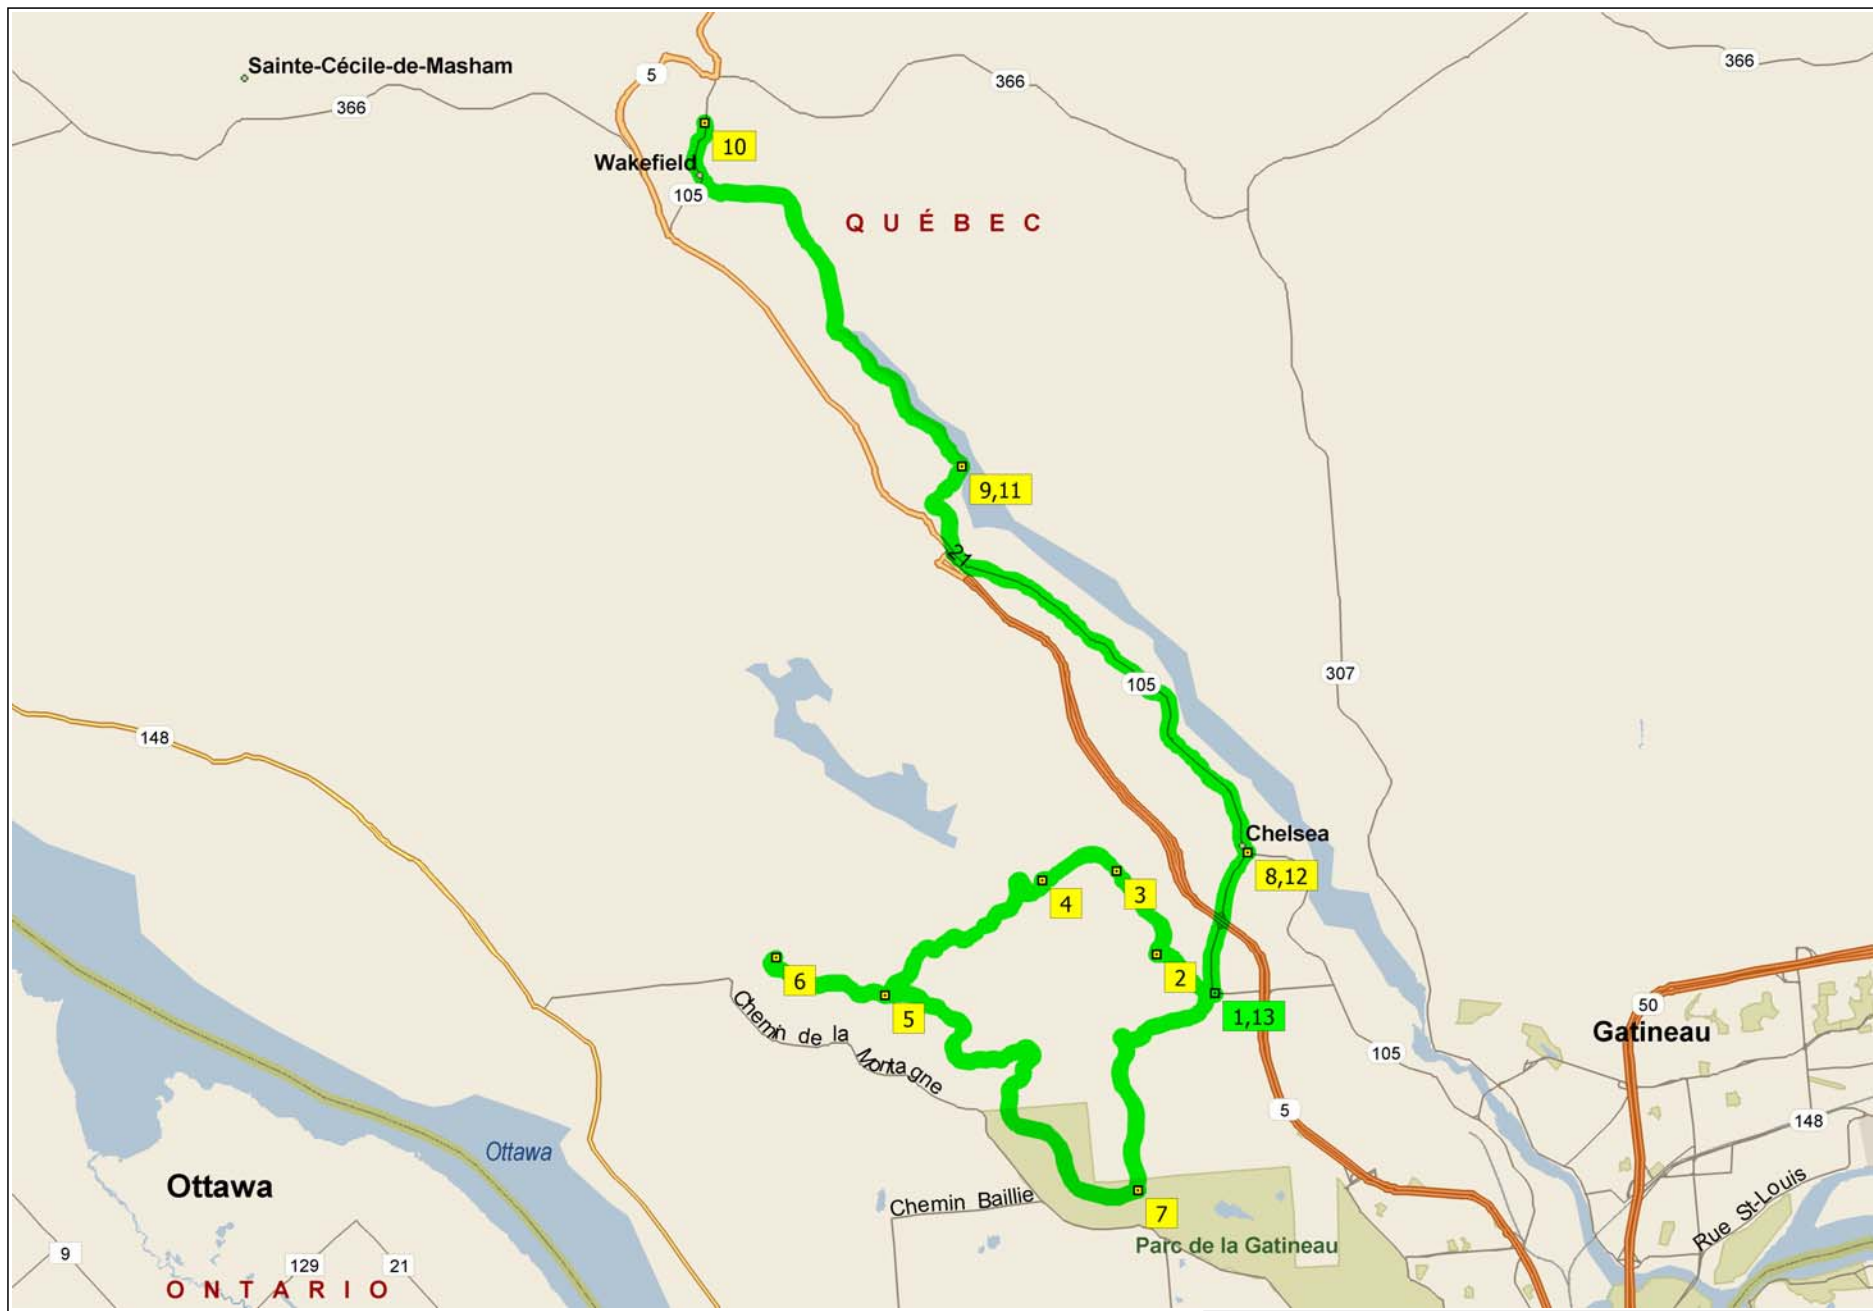 Sainte-Cécile-de-Masham
5
366
366
366
10
Wakefield
105
QUÉBEC
9,11
21
105
307
148
Chelsea
8,12
3
4
2
6
5
1,13
Chemin de la Montagne
50
Gatineau
105
5
148
Ottawa
Ottawa
Chemin Baillie
7
Rue St-Louis
Parc de la Gatineau
9
129
21
ONTARIO